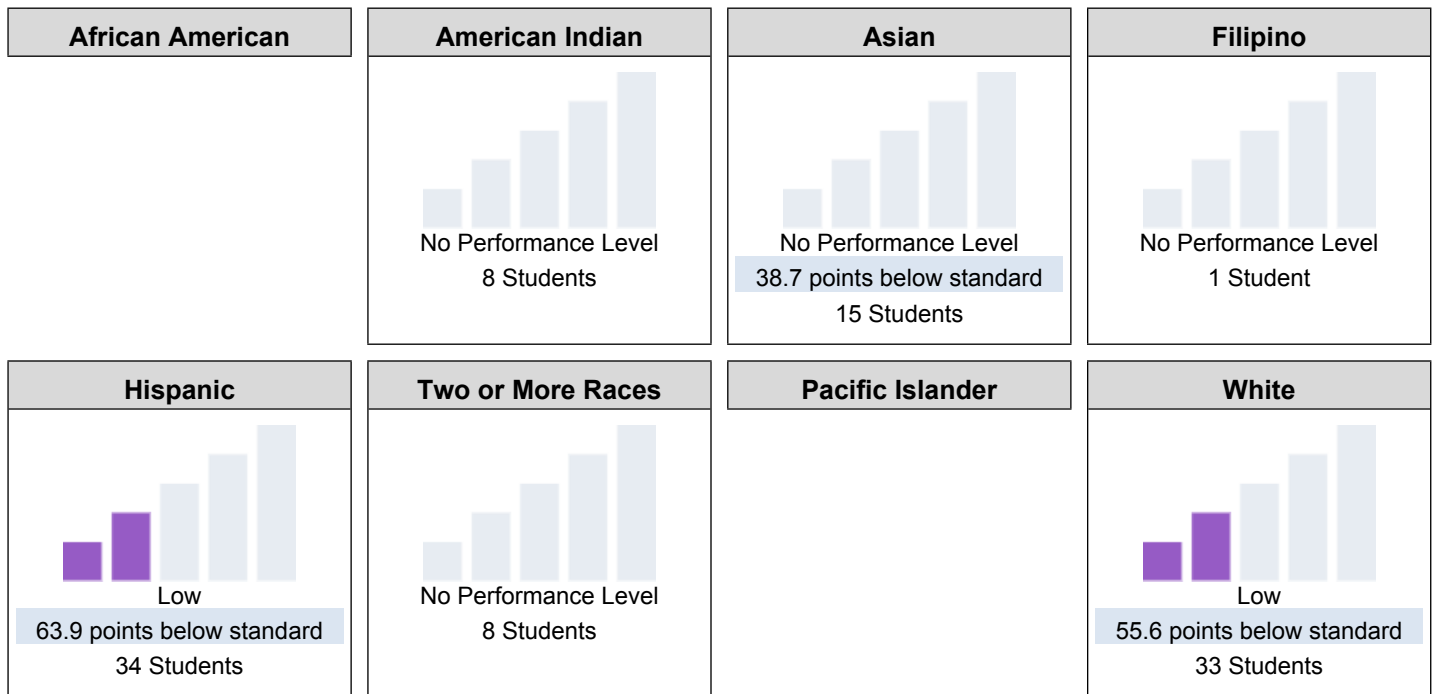 African American
American Indian
No Performance Level
8 Students
Asian
No Performance Level
38.7 points below standard
15 Students
Filipino
No Performance Level
1 Student
Hispanic
Low
63.9 points below standard
34 Students
Two or More Races
No Performance Level
8 Students
Pacific Islander
White
Low
55.6 points below standard
33 Students